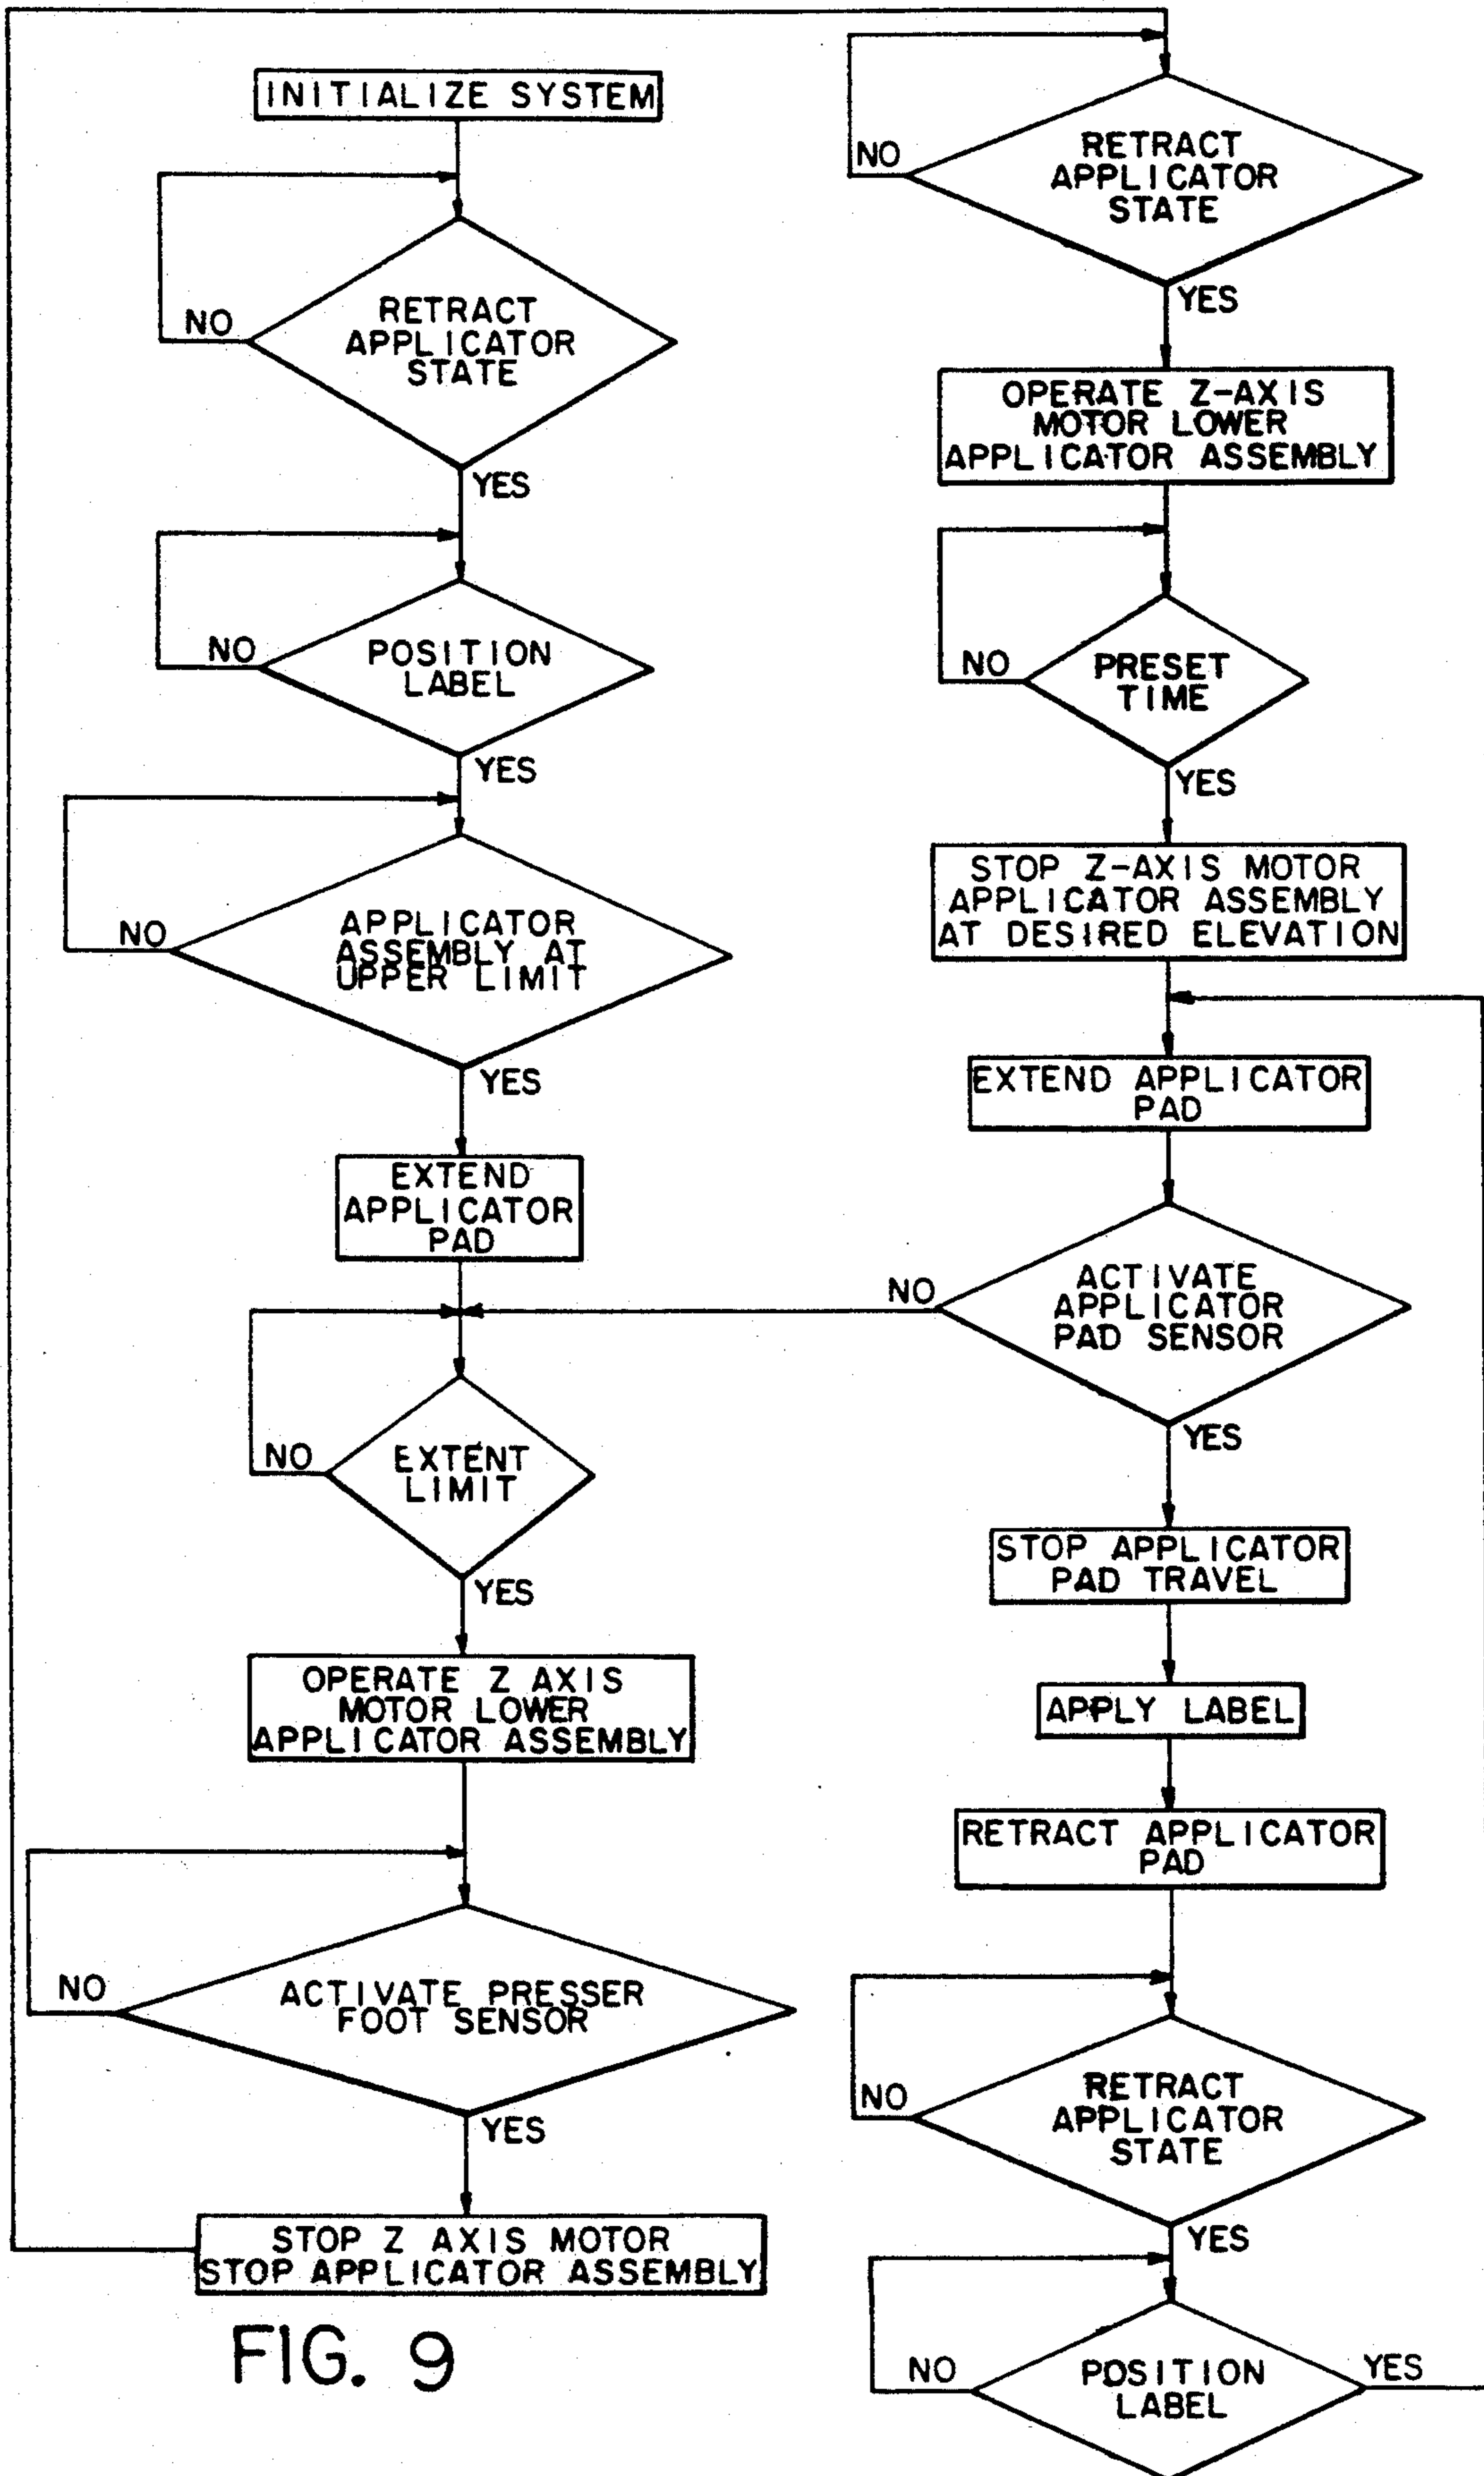 INITIALIZE SYSTEM
RETRACT
APPLICATOR
STATE
NO
YES
POSITION
LABEL
NO
YES
APPLICATOR
ASSEMBLY AT
UPPER LIMIT
NO
YES
EXTEND
APPLICATOR
PAD
EXTENT
LIMIT
NO
YES
OPERATE Z AXIS
MOTOR LOWER
APPLICATOR ASSEMBLY
ACTIVATE PRESSER
FOOT SENSOR
NO
YES
STOP Z AXIS MOTOR
STOP APPLICATOR ASSEMBLY
FIG. 9
RETRACT
APPLICATOR
STATE
NO
YES
OPERATE Z-AXIS
MOTOR LOWER
APPLICATOR ASSEMBLY
PRESET
TIME
NO
YES
STOP Z-AXIS MOTOR
APPLICATOR ASSEMBLY
AT DESIRED ELEVATION
EXTEND APPLICATOR
PAD
ACTIVATE
APPLICATOR
PAD SENSOR
NO
YES
STOP APPLICATOR
PAD TRAVEL
APPLY LABEL
RETRACT APPLICATOR
PAD
RETRACT
APPLICATOR
STATE
NO
YES
POSITION
LABEL
NO
YES